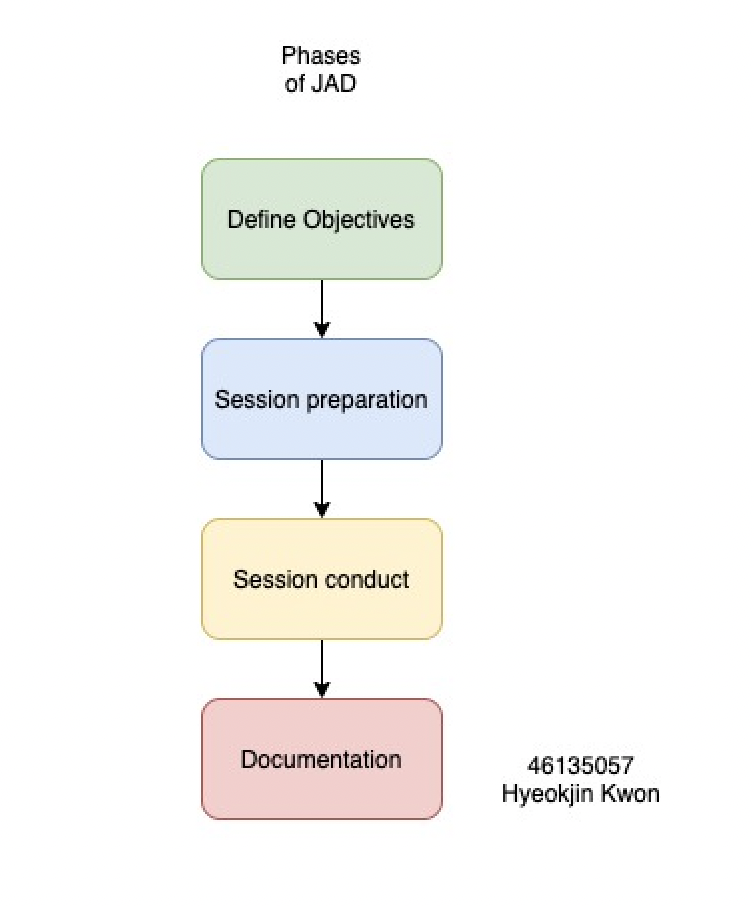 Phases
of JAD
Define Objectives
Session preparation
Session conduct
Documentation
46135057
Hyeokjin Kwon